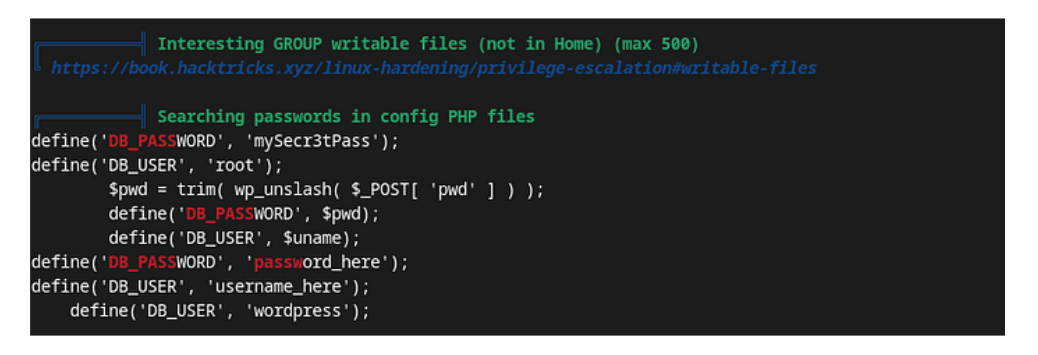 Interesting GROUP writable files (not in Home) (max 500)
https://book.hacktricks.xyz/linux-hardening/privilege-escalation#writable-files
Searching passwords in config PHP files
define('DB_PASSWORD', 'mySecr3tPass');
define('DB_USER', 'root');
$pwd = trim( wp_unslash( $_POST[ 'pwd' ] ) );
define('DB_PASSWORD', $pwd);
define('DB_USER', $uname);
define('DB_PASSWORD', 'password_here');
define('DB_USER', 'username_here');
define('DB_USER', 'wordpress');